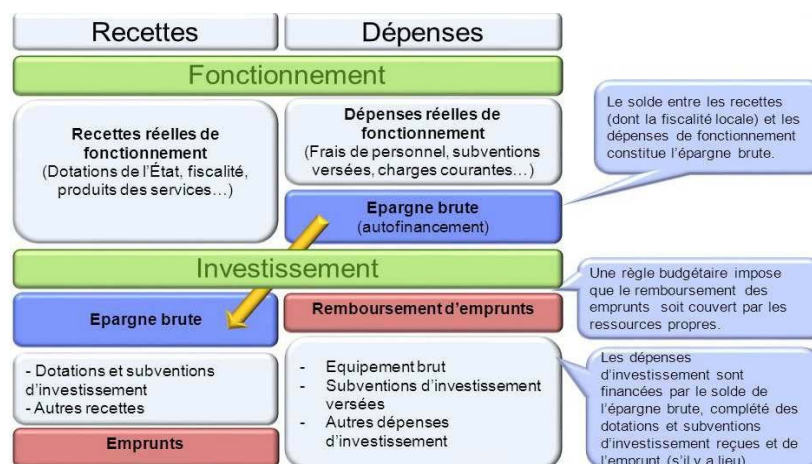 Recettes
Dépenses
Fonctionnement
Recettes réelles de
fonctionnement
(Dotations de l'État, fiscalité,
produits des services…)
Dépenses réelles de
fonctionnement
(Frais de personnel, subventions
versées, charges courantes…)
Epargne brute
(autofinancement)
Le solde entre les recettes
(dont la fiscalité locale) et les
dépenses de fonctionnement
constitue l'épargne brute.
Investissement
Epargne brute
- Dotations et subventions
d'investissement
- Autres recettes
Emprunts
Remboursement d'emprunts
- Equipement brut
- Subventions d'investissement
versées
- Autres dépenses
d'investissement
Une règle budgétaire impose
que le remboursement des
emprunts soit couvert par les
ressources propres.
Les dépenses
d'investissement sont
financées par le solde de
l'épargne brute, complété des
dotations et subventions
d'investissement reçues et de
l'emprunt (s'il y a lieu)